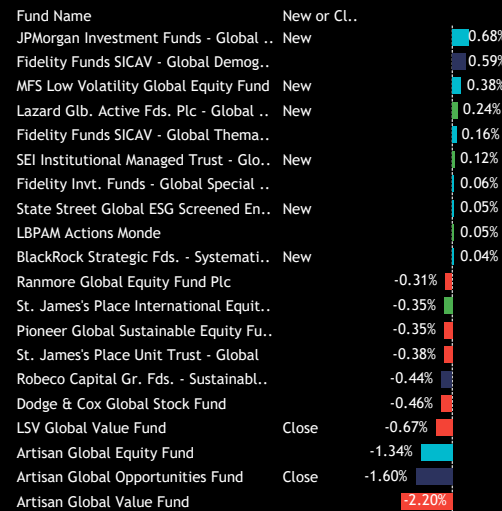 Fund Name New or Cl..
JPMorgan Investment Funds - Global .. New 0.68%
Fidelity Funds SICAV - Global Demog.. 0.59%
MFS Low Volatility Global Equity Fund New 0.38%
Lazard Glb. Active Fds. Plc - Global .. New 0.24%
Fidelity Funds SICAV - Global Thema.. 0.16%
SEI Institutional Managed Trust - Glo.. New 0.12%
Fidelity Invt. Funds - Global Special .. 0.06%
State Street Global ESG Screened En.. New 0.05%
LBPAM Actions Monde 0.05%
BlackRock Strategic Fds. - Systemati.. New 0.04%
Ranmore Global Equity Fund Plc -0.31%
St. James's Place International Equit.. -0.35%
Pioneer Global Sustainable Equity Fu.. -0.35%
St. James's Place Unit Trust - Global -0.38%
Robeco Capital Gr. Fds. - Sustainabl.. -0.44%
Dodge & Cox Global Stock Fund -0.46%
LSV Global Value Fund Close -0.67%
Artisan Global Equity Fund -1.34%
Artisan Global Opportunities Fund Close -1.60%
Artisan Global Value Fund -2.20%